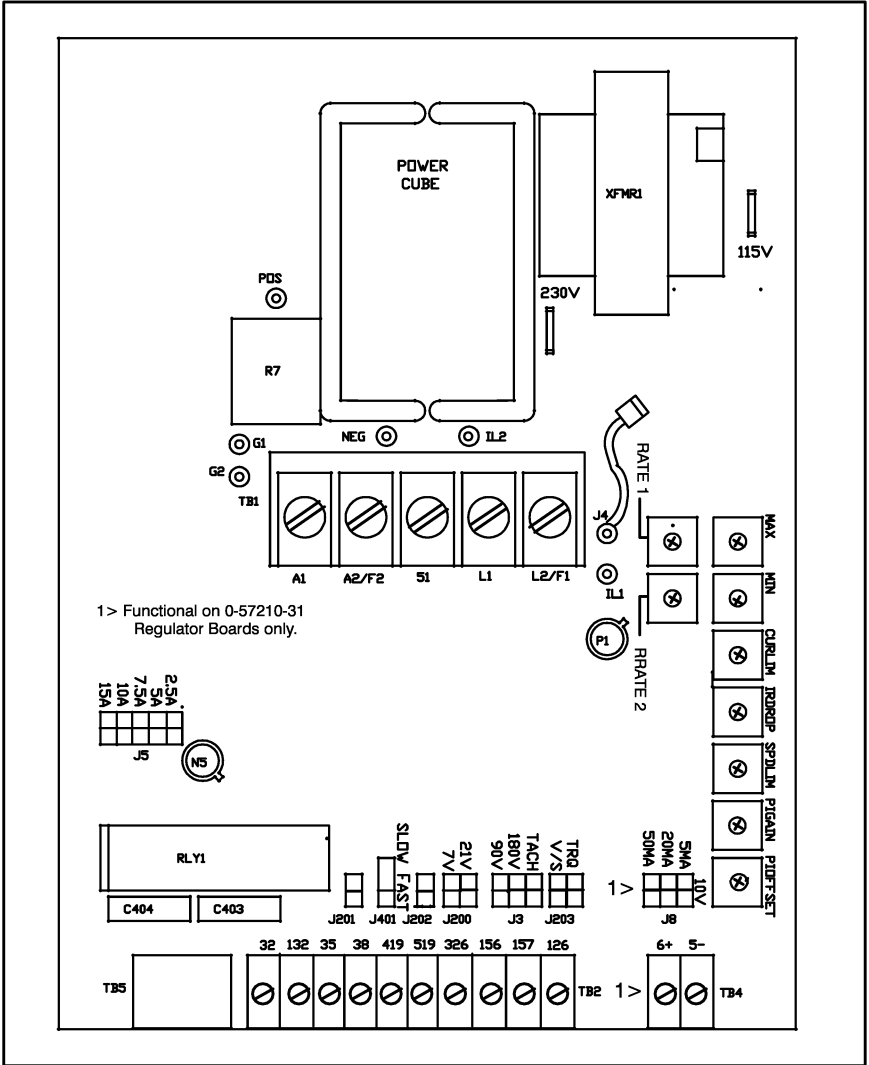 POWER
CUBE
XFMR1
115V
230V
POS
R7
NEG
IL2
G1
G2
TB1
RATE 1
J4
MAX
A1 A2/F2 51 L1 L2/F1
IL1
MIN
1> Functional on 0-57210-31
Regulator Boards only.
P1
RRATE 2
CURLIM
IRDROP
SPDLIM
PIGAIN
PIOFFSET
15A
10A
7.5A
5A
2.5A
J5
N5
RLY1
C404
C403
SLOW FAST
7V
21V
90V
180V
TACH
V/S
TRQ
50MA
20MA
5MA
10V
1>
J201
J401
J202
J200
J3
J203
J8
32 132 35 38 419 519 326 156 157 126
6+ 5-
TB5
TB2
1>
TB4